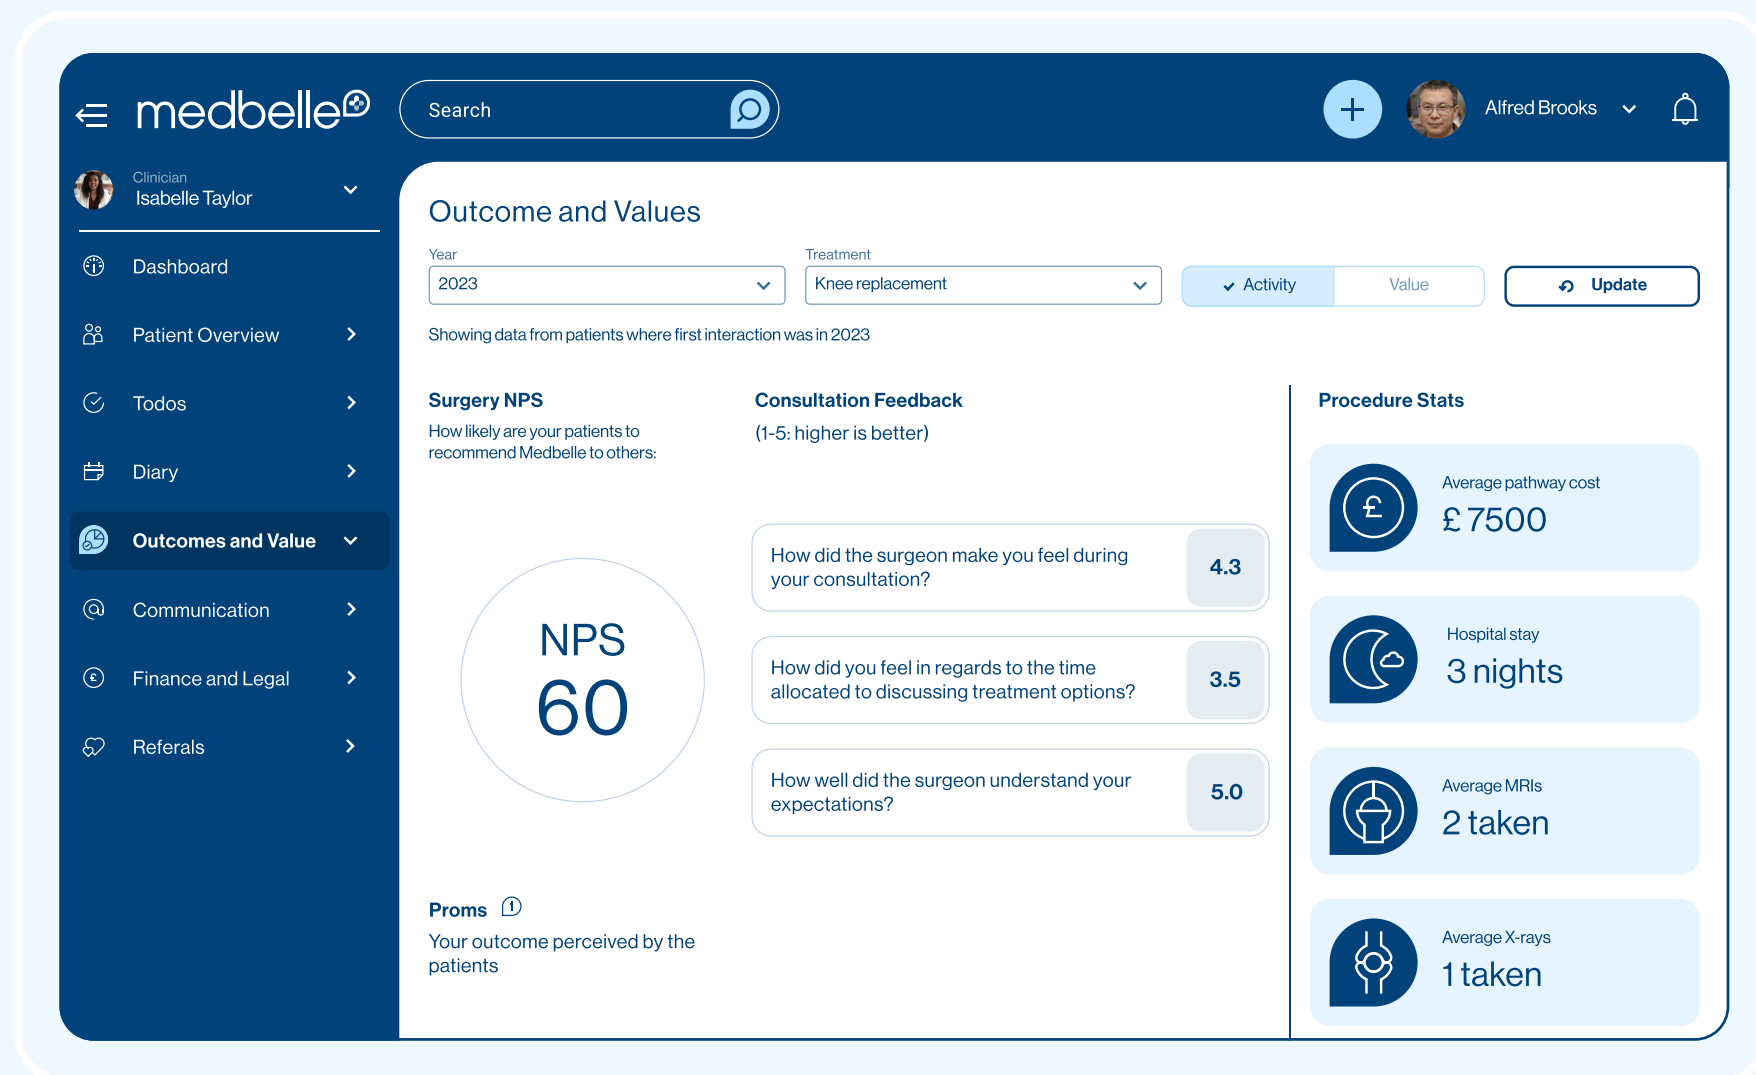 medbelle
Search
Alfred Brooks
Clinician
Isabelle Taylor
Dashboard
Patient Overview
Todos
Diary
Outcomes and Value
Communication
Finance and Legal
Referals
Outcome and Values
Year
2023
Treatment
Knee replacement
Activity
Value
Update
Showing data from patients where first interaction was in 2023
Surgery NPS
How likely are your patients to
recommend Medbelle to others:
NPS
60
Consultation Feedback
(1-5: higher is better)
How did the surgeon make you feel during
your consultation?
4.3
How did you feel in regards to the time
allocated to discussing treatment options?
3.5
How well did the surgeon understand your
expectations?
5.0
Proms
Your outcome perceived by the
patients
Procedure Stats
£
Average pathway cost
£ 7500
Hospital stay
3 nights
Average MRIs
2 taken
Average X-rays
1 taken